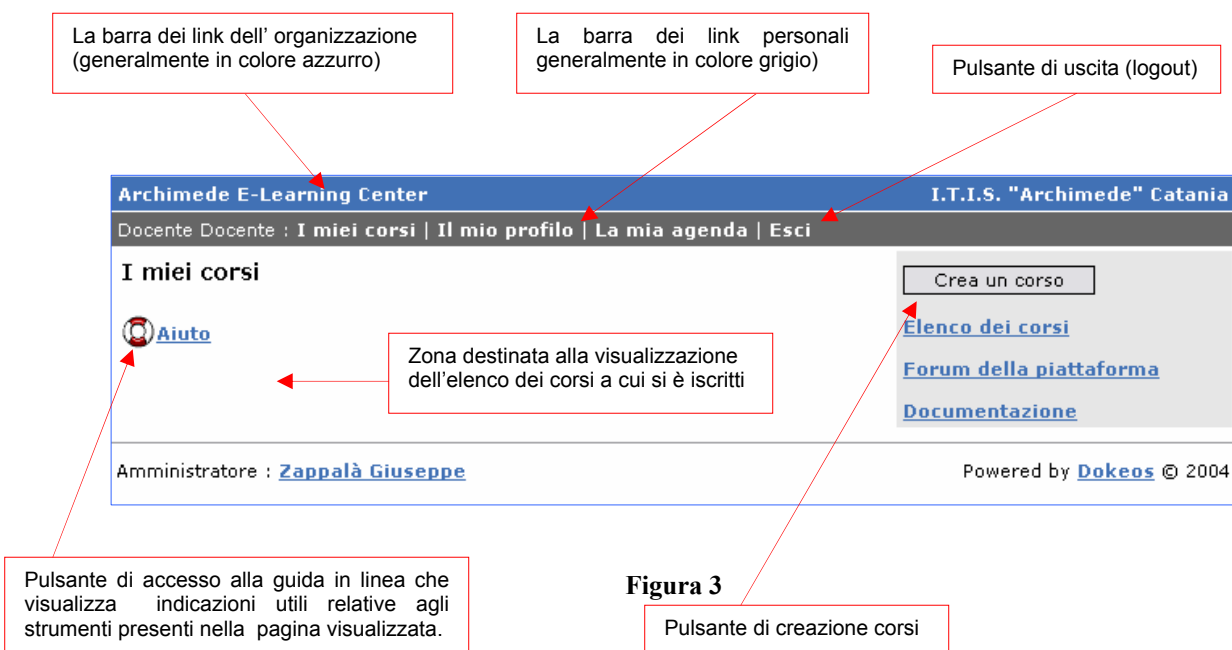 La barra dei link dell’ organizzazione
(generalmente in colore azzurro)
La barra dei link personali
generalmente in colore grigio)
Pulsante di uscita (logout)
Archimede E-Learning Center
I.T.I.S. "Archimede" Catania
Docente Docente : I miei corsi | Il mio profilo | La mia agenda | Esci
I miei corsi
Crea un corso
Aiuto
Elenco dei corsi
Zona destinata alla visualizzazione
dell’elenco dei corsi a cui si è iscritti
Forum della piattaforma
Documentazione
Amministratore : Zappalà Giuseppe
Powered by Dokeos © 2004
Pulsante di accesso alla guida in linea che
visualizza indicazioni utili relative agli
strumenti presenti nella pagina visualizzata.
Figura 3
Pulsante di creazione corsi